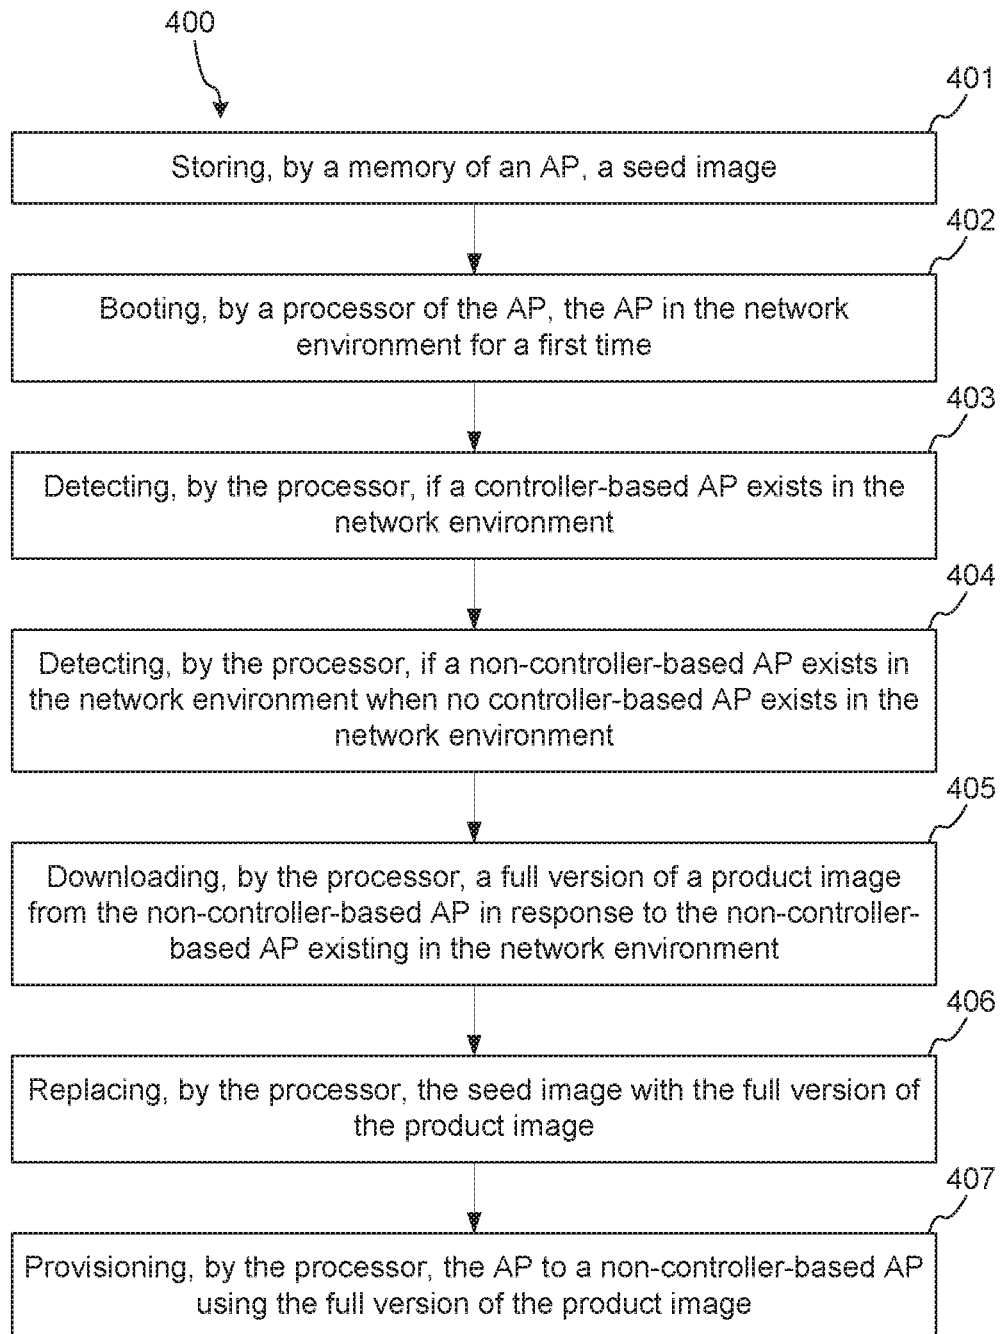 400
401
Storing, by a memory of an AP, a seed image
402
Booting, by a processor of the AP, the AP in the network
environment for a first time
403
Detecting, by the processor, if a controller-based AP exists in the
network environment
404
Detecting, by the processor, if a non-controller-based AP exists in
the network environment when no controller-based AP exists in the
network environment
405
Downloading, by the processor, a full version of a product image
from the non-controller-based AP in response to the non-controller-
based AP existing in the network environment
406
Replacing, by the processor, the seed image with the full version of
the product image
407
Provisioning, by the processor, the AP to a non-controller-based AP
using the full version of the product image